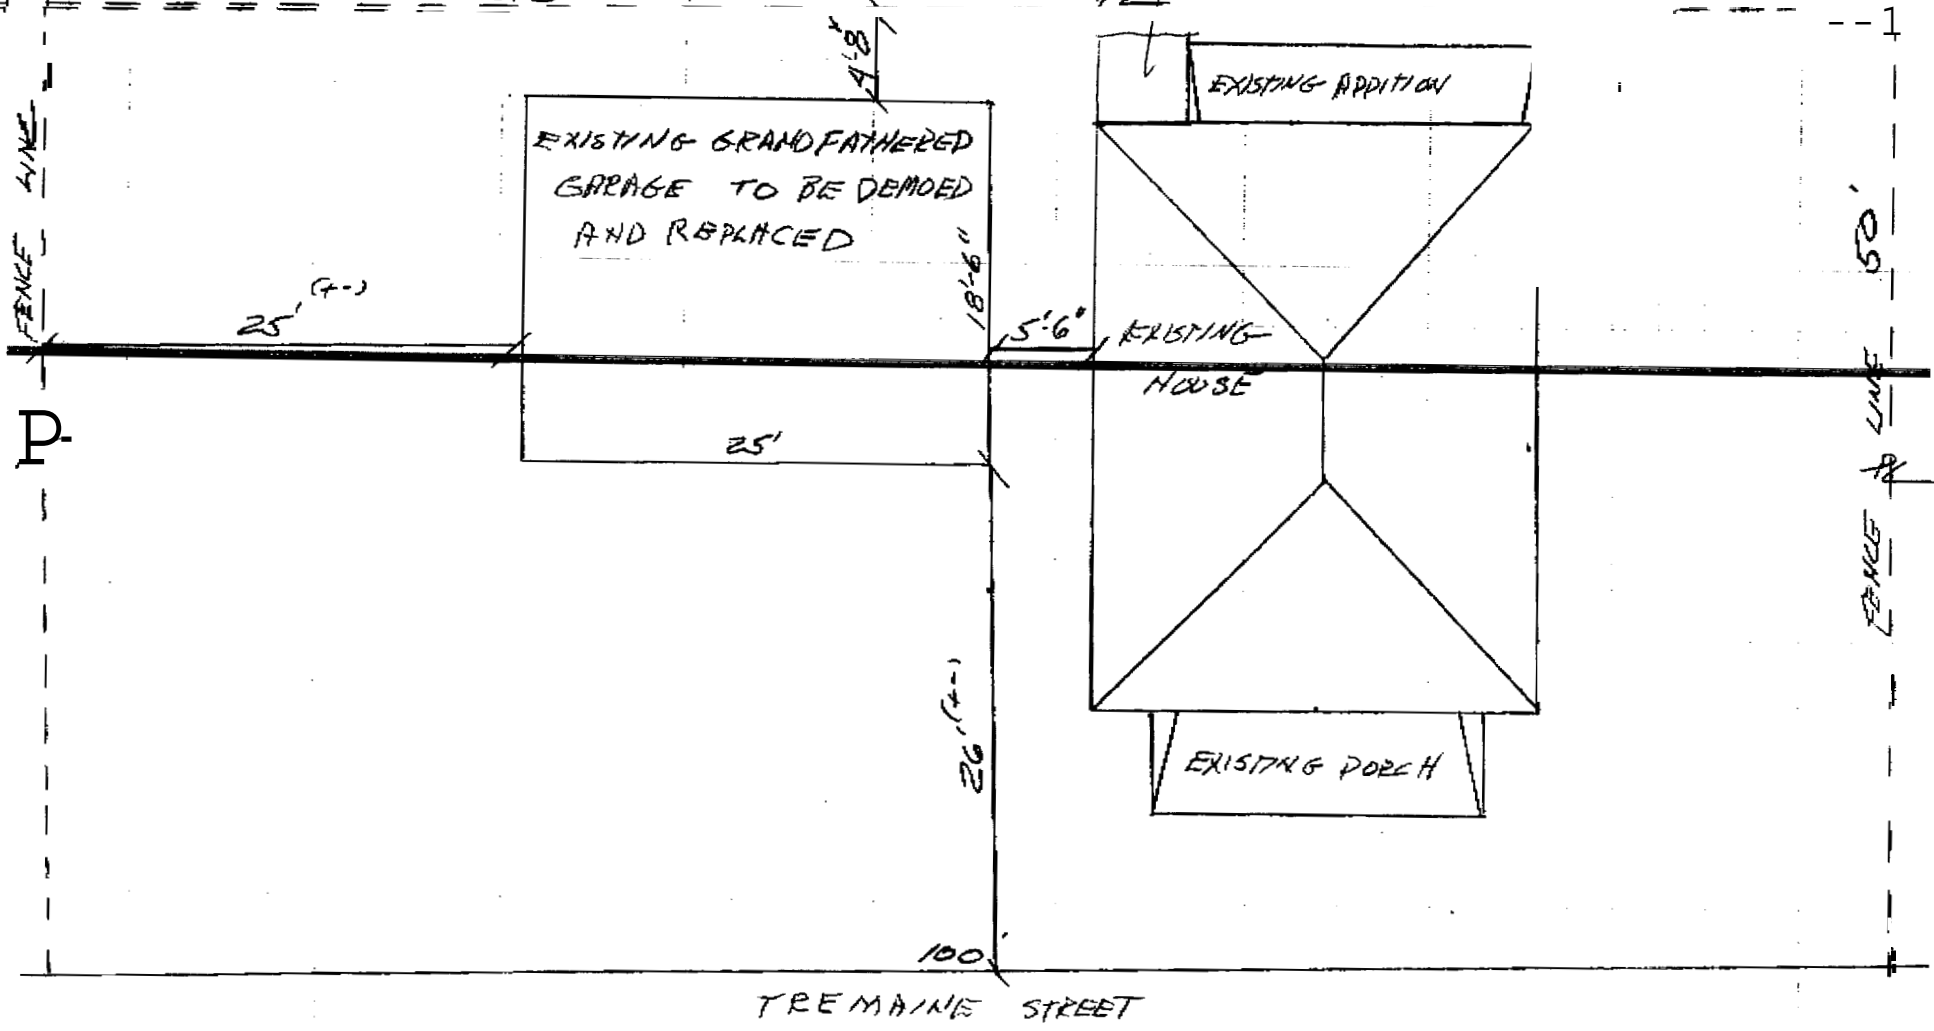 --1
4'-8"
EXISTING ADDITION
FENCE LINE
EXISTING GRANDFATHERED
GARAGE TO BE DEMOED
AND REPLACED
18'-6"
25' (+-)
5'-6"
EXISTING
HOUSE
50'
P-
25'
FENCE LINE
26' (+-)
EXISTING PORCH
100'
TREMAINE STREET